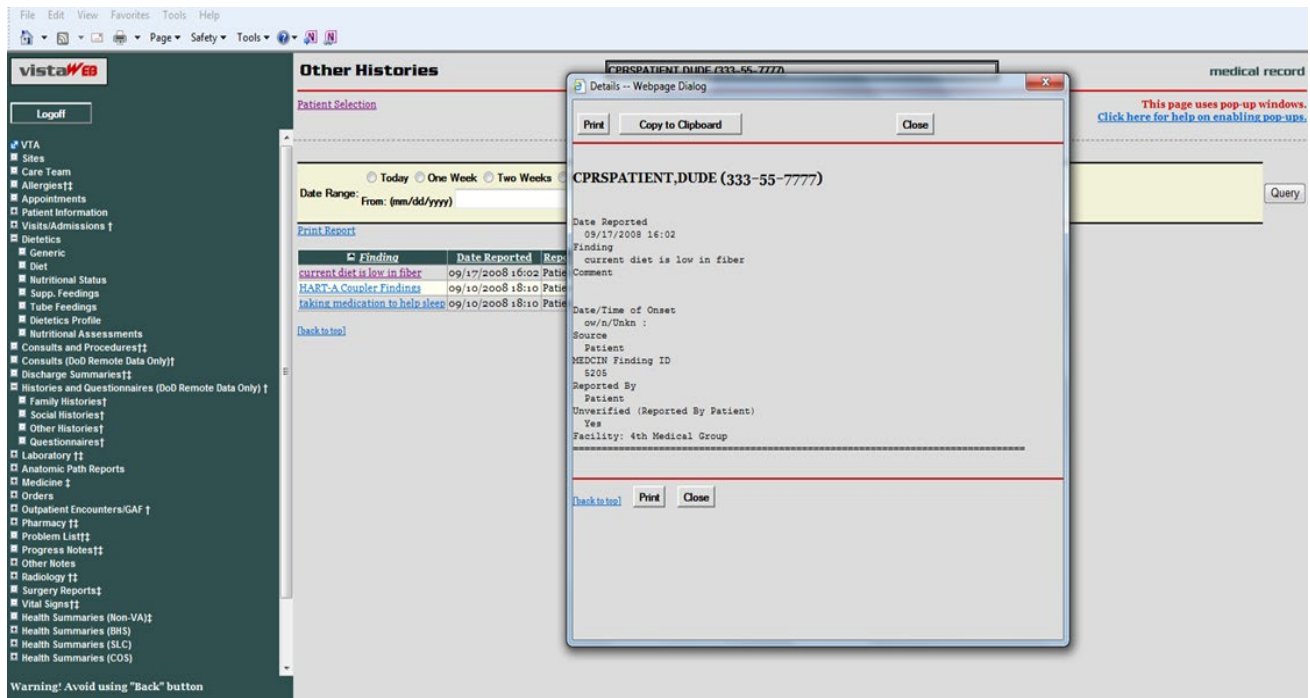 File Edit View Favorites Tools Help
Page Safety Tools
vistaWEB
Logoff
VTA
Sites
Care Team
Allergies†‡
Appointments
Patient Information
Visits/Admissions †
Dietetics
Generic
Diet
Nutritional Status
Supp. Feedings
Tube Feedings
Dietetics Profile
Nutritional Assessments
Consults and Procedures†‡
Consults (DoD Remote Data Only)†
Discharge Summaries†‡
Histories and Questionnaires (DoD Remote Data Only) †
Family Histories†
Social Histories†
Other Histories†
Questionnaires†
Laboratory †‡
Anatomic Path Reports
Medicine ‡
Orders
Outpatient Encounters/GAF †
Pharmacy †‡
Problem List†‡
Progress Notes†‡
Other Notes
Radiology †‡
Surgery Reports‡
Vital Signs†‡
Health Summaries (Non-VA)‡
Health Summaries (BHS)
Health Summaries (SLC)
Health Summaries (COS)
Warning! Avoid using "Back" button
Other Histories
CPRSPATIENT,DUDE (333-55-7777)
medical record
Patient Selection
This page uses pop-up windows.
Click here for help on enabling pop-ups.
Today One Week Two Weeks
Date Range:
From: (mm/dd/yyyy)
Query
Print Report
Finding Date Reported
current diet is low in fiber 09/17/2008 16:02
HART-A Coupler Findings 09/10/2008 18:10
taking medication to help sleep 09/10/2008 18:10
[back to top]
Details -- Webpage Dialog
Print Copy to Clipboard Close
CPRSPATIENT,DUDE (333-55-7777)
Date Reported
09/17/2008 16:02
Finding
current diet is low in fiber
Comment
Date/Time of Onset
ow/n/Unkn :
Source
Patient
MEDCIN Finding ID
5205
Reported By
Patient
Unverified (Reported By Patient)
Yes
Facility: 4th Medical Group
[back to top] Print Close